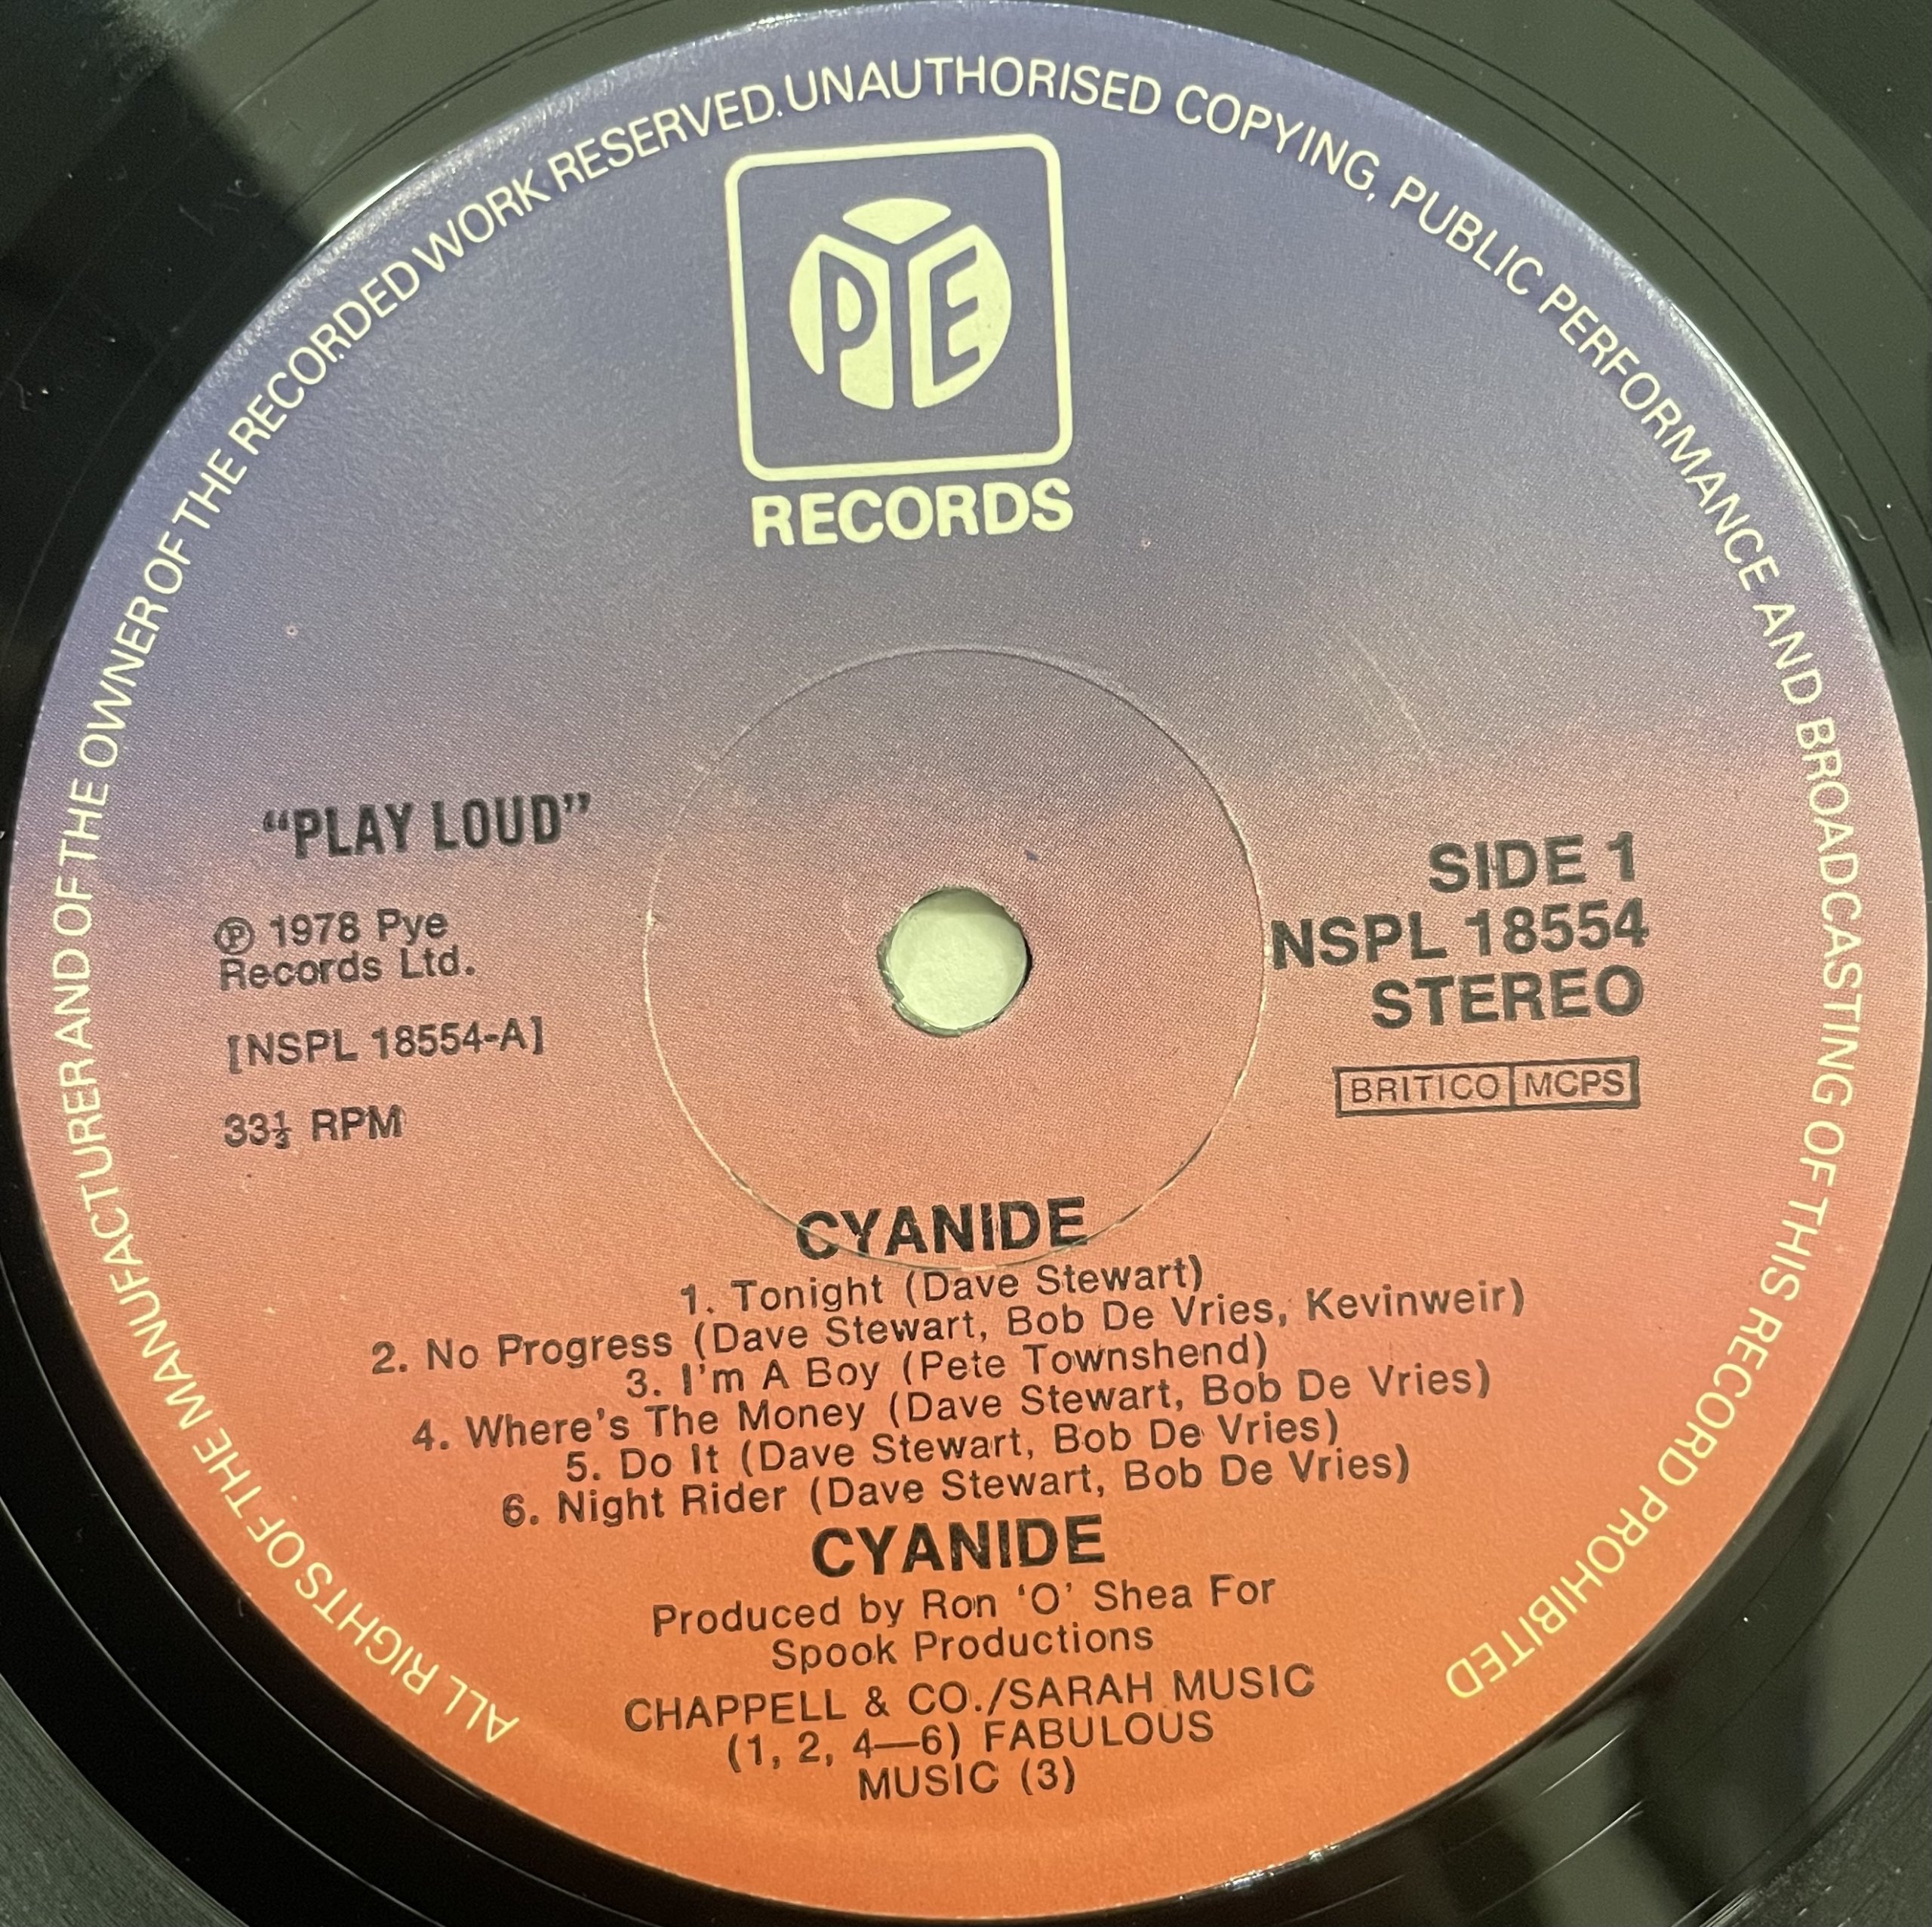 ALL RIGHTS OF THE MANUFACTURER AND OF THE OWNER OF THE RECORDED WORK RESERVED. UNAUTHORISED COPYING, PUBLIC PERFORMANCE AND BROADCASTING OF THIS RECORD PROHIBITED
PYE
RECORDS
“PLAY LOUD”
℗ 1978 Pye
Records Ltd.
[NSPL 18554-A]
33⅓ RPM
SIDE 1
NSPL 18554
STEREO
BRITICO MCPS
CYANIDE
1. Tonight (Dave Stewart)
2. No Progress (Dave Stewart, Bob De Vries, Kevinweir)
3. I'm A Boy (Pete Townshend)
4. Where's The Money (Dave Stewart, Bob De Vries)
5. Do It (Dave Stewart, Bob De Vries)
6. Night Rider (Dave Stewart, Bob De Vries)
CYANIDE
Produced by Ron ‘O’ Shea For
Spook Productions
CHAPPELL & CO./SARAH MUSIC
(1, 2, 4—6) FABULOUS
MUSIC (3)